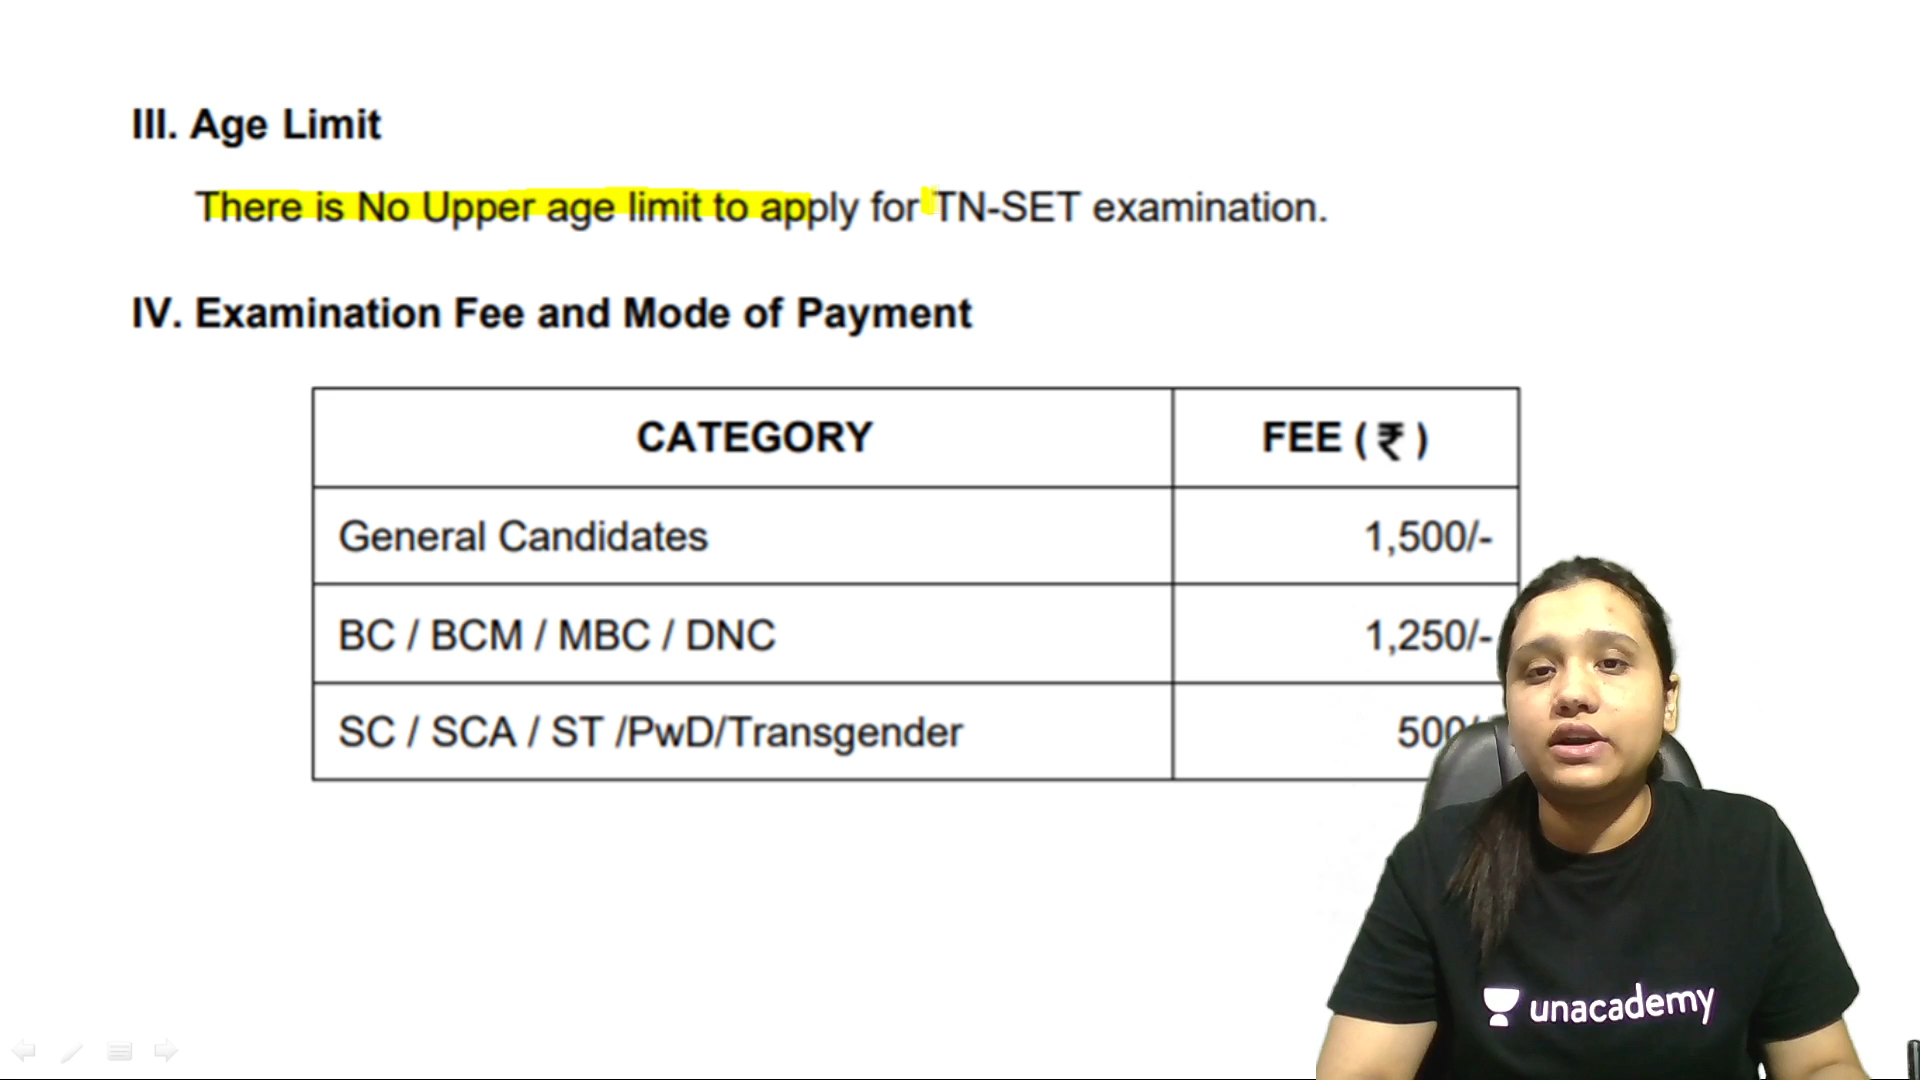 III. Age Limit
There is No Upper age limit to apply for TN-SET examination.
IV. Examination Fee and Mode of Payment
CATEGORY FEE ( ₹ )
General Candidates 1,500/-
BC / BCM / MBC / DNC 1,250/-
SC / SCA / ST /PwD/Transgender 500/
unacademy